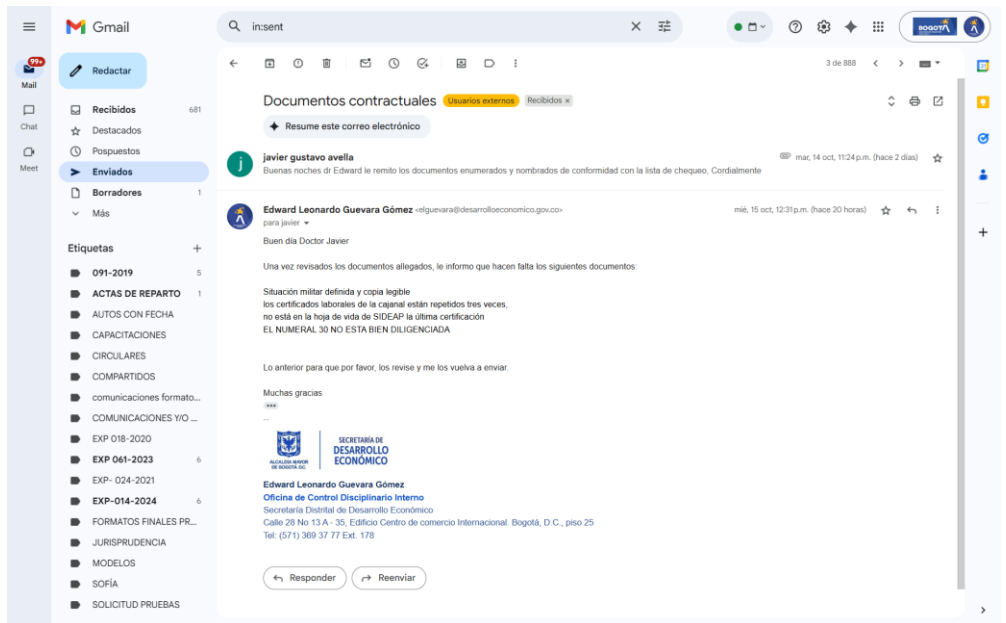 Gmail
in:sent
BOGOTÁ
99+
Mail
Chat
Meet
Redactar
Recibidos 681
Destacados
Pospuestos
Enviados
Borradores 1
Más
Etiquetas
091-2019 5
ACTAS DE REPARTO 1
AUTOS CON FECHA
CAPACITACIONES
CIRCULARES
COMPARTIDOS
comunicaciones formato...
COMUNICACIONES Y/O ...
EXP 018-2020
EXP 061-2023 6
EXP- 024-2021
EXP-014-2024 6
FORMATOS FINALES PR...
JURISPRUDENCIA
MODELOS
SOFÍA
SOLICITUD PRUEBAS
3 de 888
Documentos contractuales Usuarios externos Recibidos ×
Resume este correo electrónico
j
javier gustavo avella mar, 14 oct, 11:24 p.m. (hace 2 días)
Buenas noches dr Edward le remito los documentos enumerados y nombrados de conformidad con la lista de chequeo, Cordialmente
Edward Leonardo Guevara Gómez <elguevara@desarrolloeconomico.gov.co> mié, 15 oct, 12:31 p.m. (hace 20 horas)
para javier
Buen día Doctor Javier
Una vez revisados los documentos allegados, le informo que hacen falta los siguientes documentos:
Situación militar definida y copia legible
los certificados laborales de la cajanal están repetidos tres veces,
no está en la hoja de vida de SIDEAP la última certificación
EL NUMERAL 30 NO ESTA BIEN DILIGENCIADA
Lo anterior para que por favor, los revise y me los vuelva a enviar.
Muchas gracias
...
--
ALCALDÍA MAYOR
DE BOGOTÁ D.C.
SECRETARÍA DE
DESARROLLO
ECONÓMICO
Edward Leonardo Guevara Gómez
Oficina de Control Disciplinario Interno
Secretaría Distrital de Desarrollo Económico
Calle 28 No 13 A - 35, Edificio Centro de comercio Internacional. Bogotá, D.C., piso 25
Tel: (571) 369 37 77 Ext. 178
Responder
Reenviar